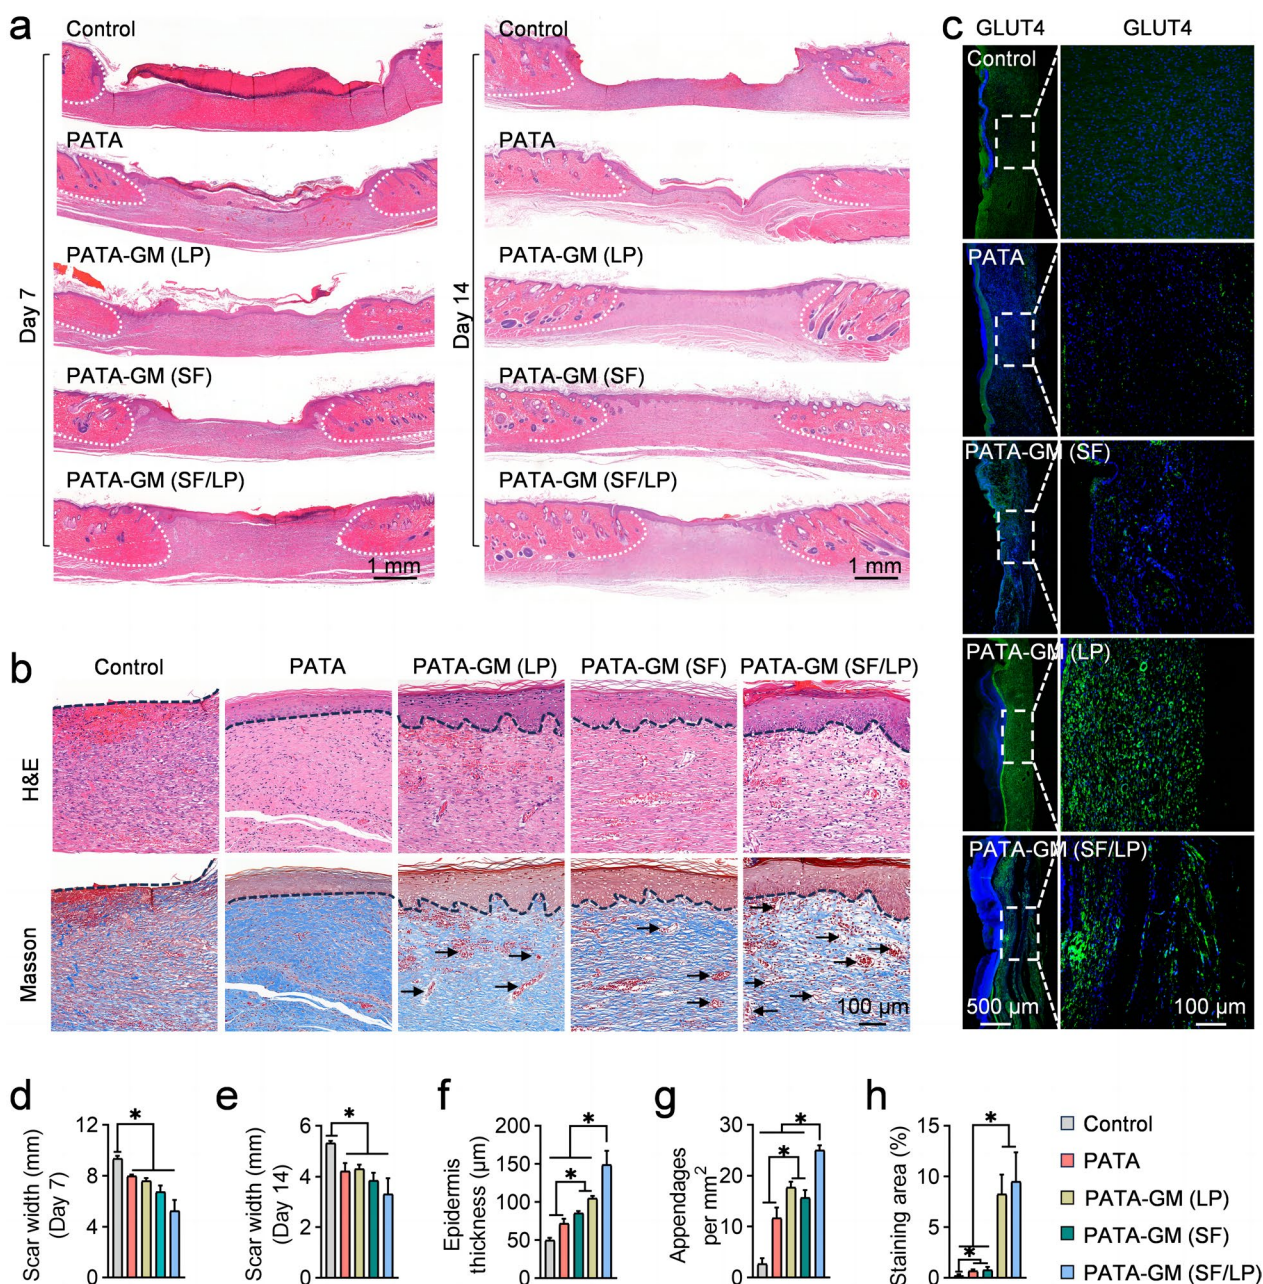 a
Control
Control
PATA
PATA
PATA-GM (LP)
PATA-GM (LP)
PATA-GM (SF)
PATA-GM (SF)
PATA-GM (SF/LP)
PATA-GM (SF/LP)
Day 7
Day 14
1 mm
1 mm
b
Control
PATA
PATA-GM (LP)
PATA-GM (SF)
PATA-GM (SF/LP)
H&E
Masson
100 μm
c
GLUT4
GLUT4
Control
PATA
PATA-GM (SF)
PATA-GM (LP)
PATA-GM (SF/LP)
500 μm
100 μm
d
Scar width (mm)
(Day 7)
12
8
4
0
*
e
Scar width (mm)
(Day 14)
6
4
2
0
*
f
Epidermis
thickness (μm)
200
150
100
50
0
*
*
g
Appendages
per mm²
30
20
10
0
*
*
h
Staining area (%)
15
10
5
0
*
*
Control
PATA
PATA-GM (LP)
PATA-GM (SF)
PATA-GM (SF/LP)